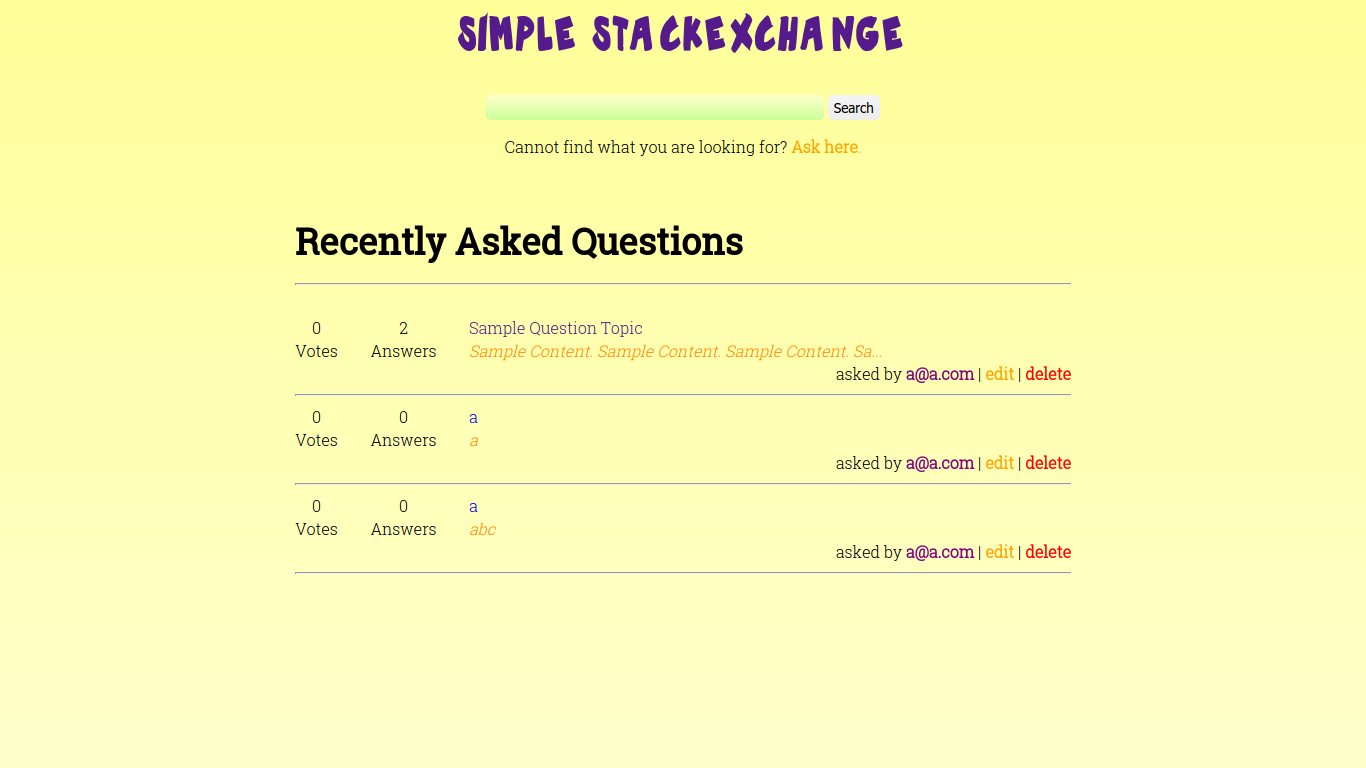 SIMPLE STACKEXCHANGE
Search
Cannot find what you are looking for? Ask here.
Recently Asked Questions
0 2 Sample Question Topic
Votes Answers Sample Content. Sample Content. Sample Content. Sa...
asked by a@a.com | edit | delete
0 0 a
Votes Answers a
asked by a@a.com | edit | delete
0 0 a
Votes Answers abc
asked by a@a.com | edit | delete